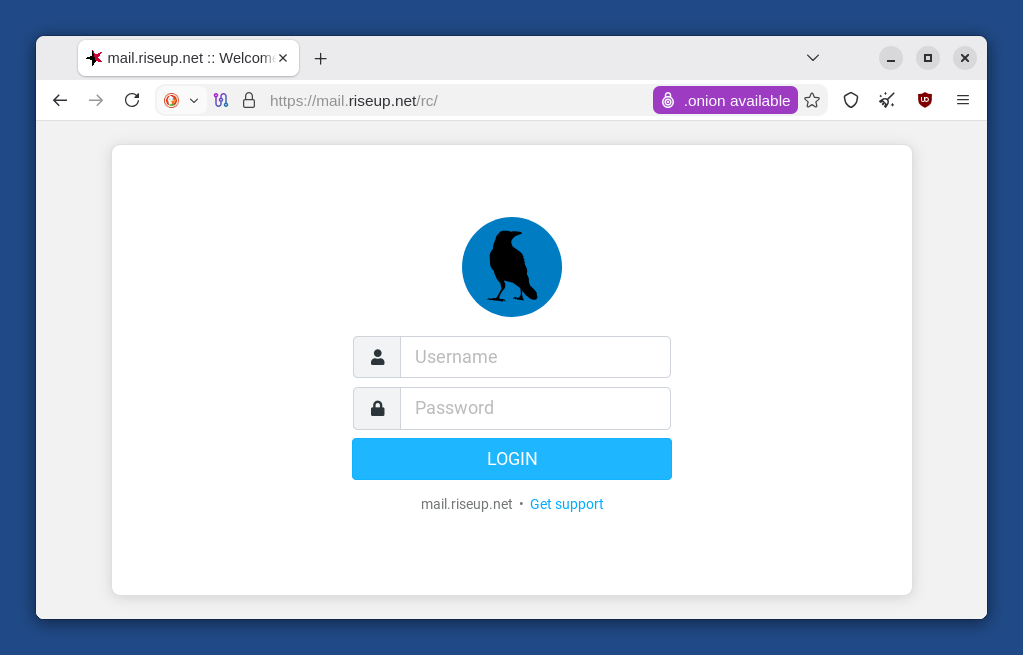 mail.riseup.net :: Welcom
https://mail.riseup.net/rc/
.onion available
Username
Password
LOGIN
mail.riseup.net • Get support